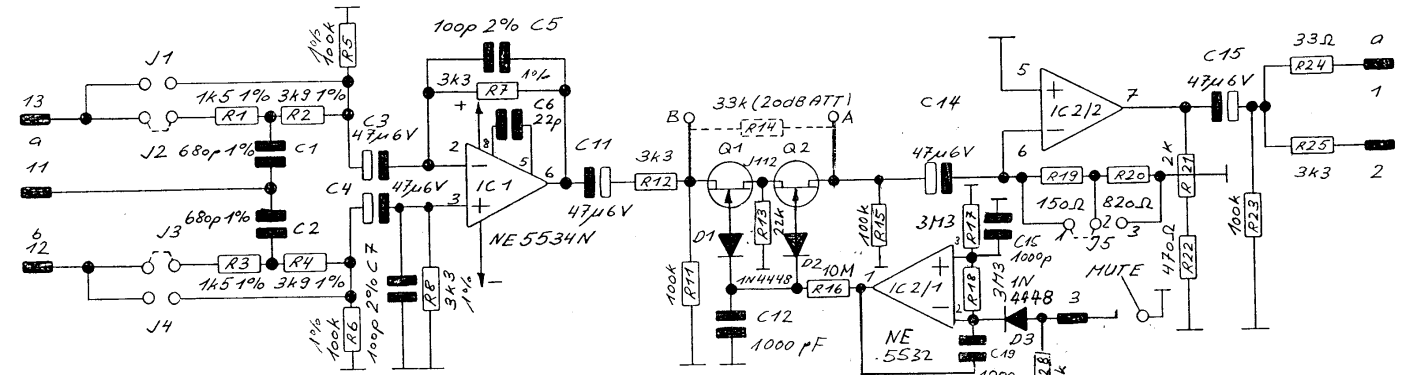 13
a
11
b
12
J1
J2
1k5 1%
R1
3k9 1%
R2
1%
100k
R5
680p 1%
C1
680p 1%
C2
J3
R3
1k5 1%
R4
3k9 1%
J4
1%
100k
R6
C3
47µ6V
C4
47µ6V
100p 2% C7
R8
3k3
1%
100p 2% C5
3k3
1%
R7
C6
22p
+
8
2
-
5
6
3
+
IC1
NE5534N
-
C11
47µ6V
3k3
R12
B
33k(20dB ATT)
R14
A
Q1
J112
Q2
R13
22k
D1
D2
1N4448
R11
100k
C12
1000pF
10M
R16
R15
100k
1
IC2/1
+
-
3
2
NE
5532
3M3
R17
R18
3M3
1000p
1N
4448
D3
C19
3
MUTE
C14
47µ6V
5
+
6
-
IC2/2
7
R19
150Ω
R20
820Ω
1
2
3
J5
2k
R21
470Ω
R22
C15
47µ6V
R23
100k
33Ω
R24
a
1
R25
3k3
2